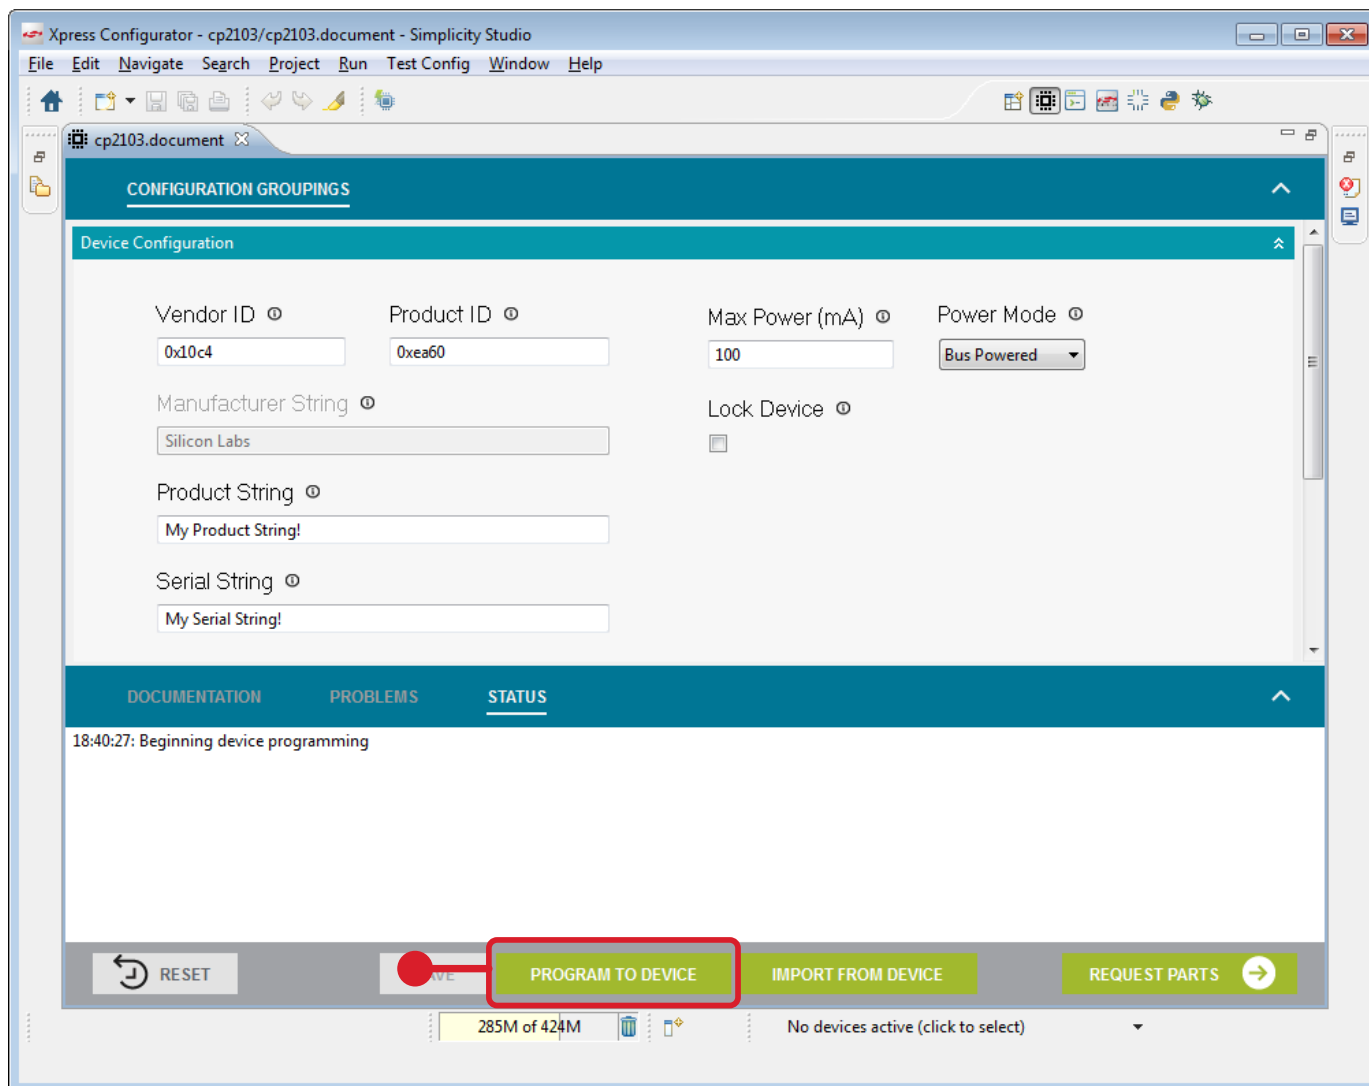 Xpress Configurator - cp2103/cp2103.document - Simplicity Studio
File Edit Navigate Search Project Run Test Config Window Help
cp2103.document
CONFIGURATION GROUPINGS
Device Configuration
Vendor ID Product ID Max Power (mA) Power Mode
0x10c4 0xea60 100 Bus Powered
Manufacturer String Lock Device
Silicon Labs
Product String
My Product String!
Serial String
My Serial String!
DOCUMENTATION PROBLEMS STATUS
18:40:27: Beginning device programming
RESET PROGRAM TO DEVICE IMPORT FROM DEVICE REQUEST PARTS
285M of 424M No devices active (click to select)